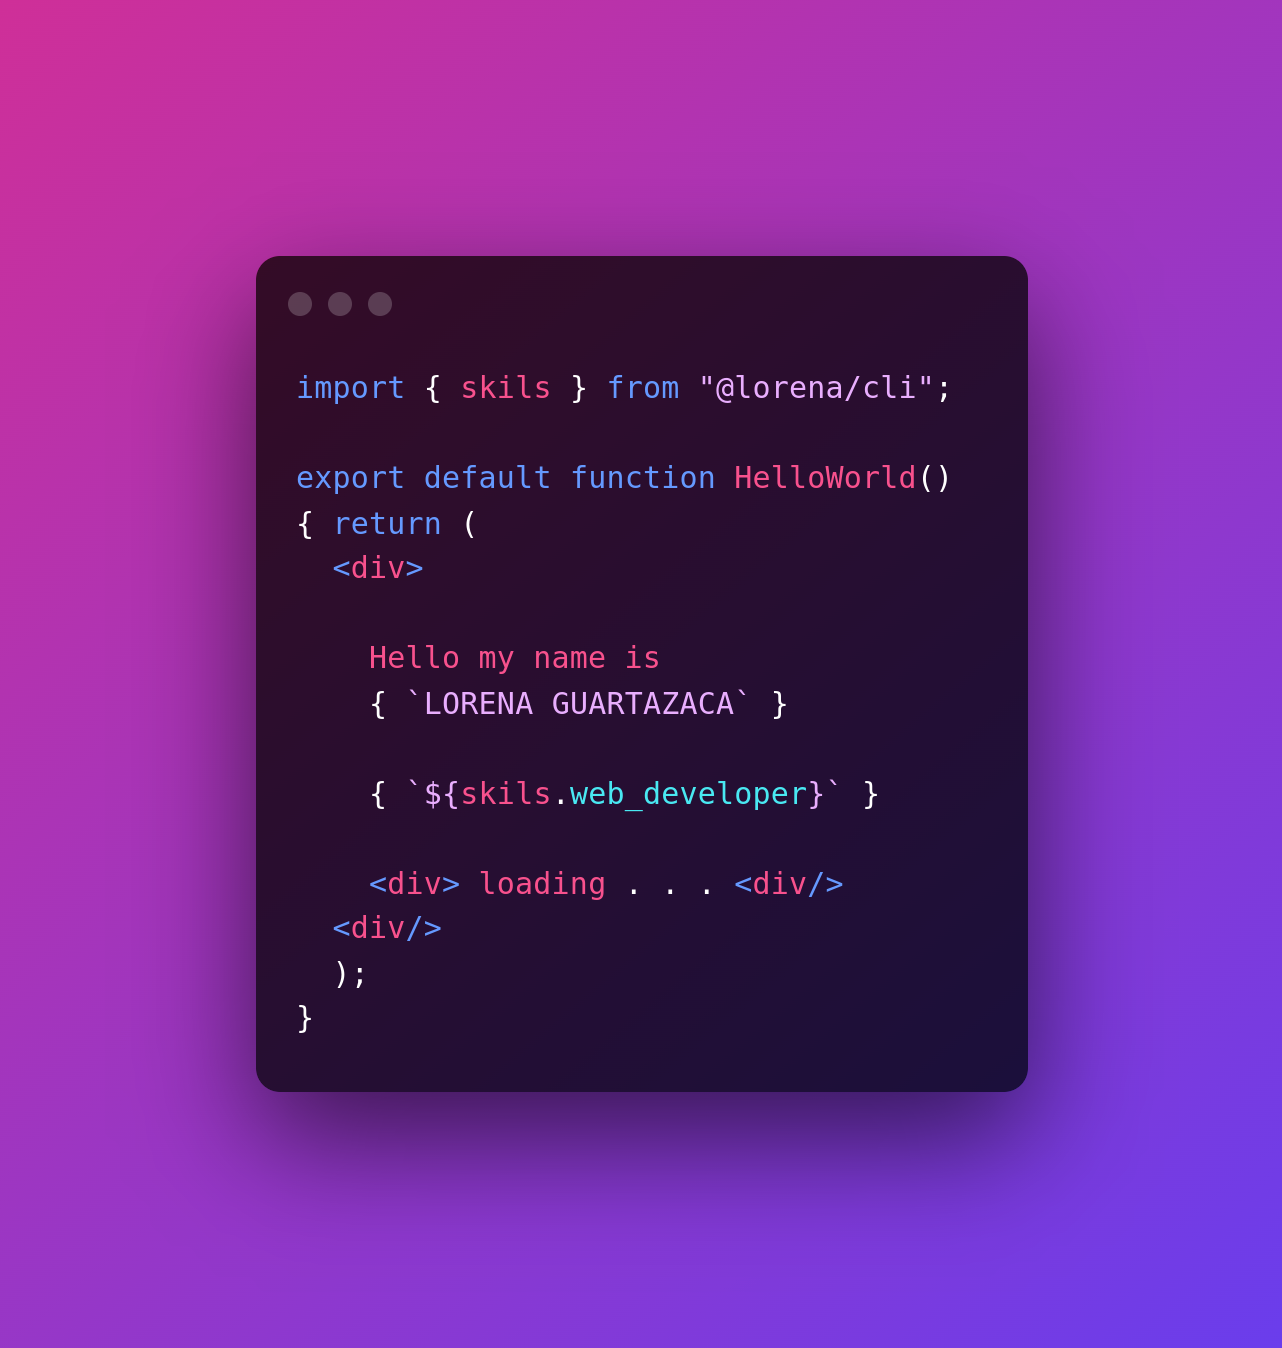 import { skils } from "@lorena/cli";
export default function HelloWorld()
{ return (
<div>
Hello my name is
{ `LORENA GUARTAZACA` }
{ `${skils.web_developer}` }
<div> loading . . . <div/>
<div/>
);
}